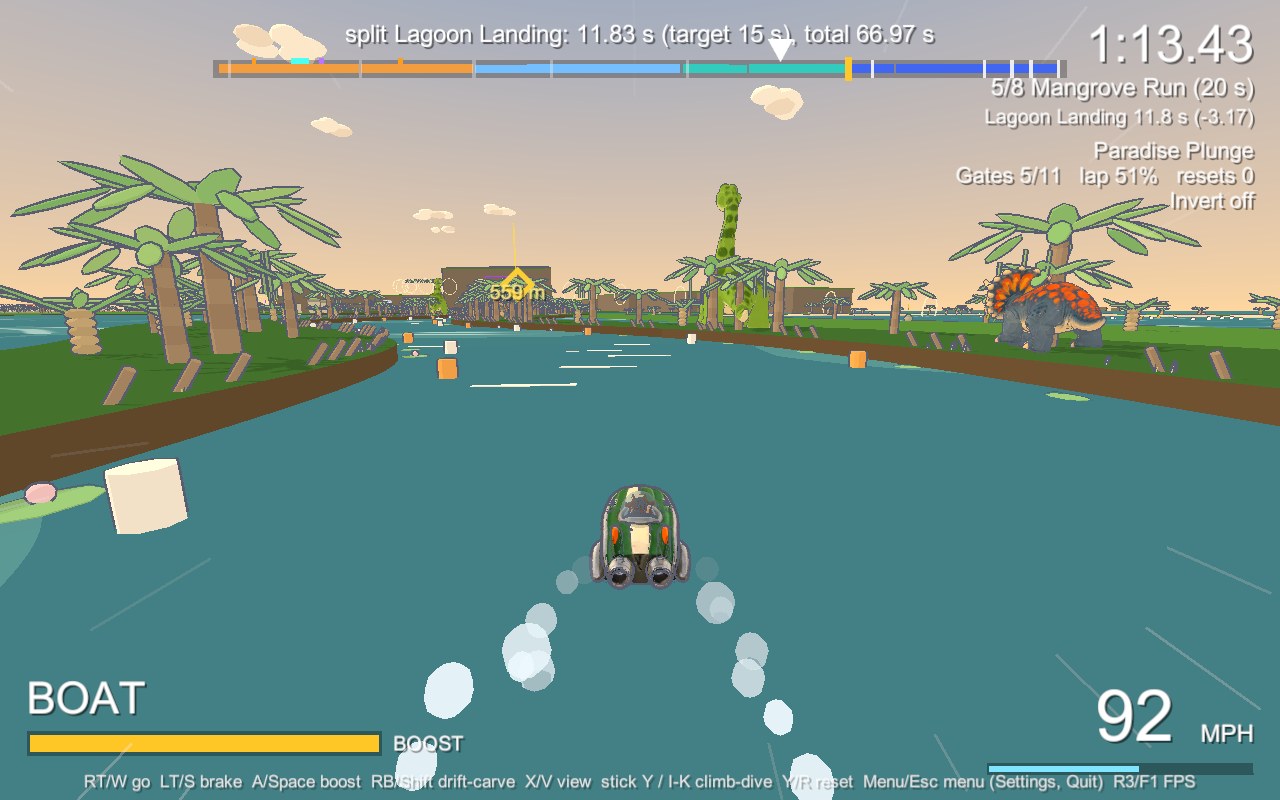 split Lagoon Landing: 11.83 s (target 15 s), total 66.97 s
1:13.43
5/8 Mangrove Run (20 s)
Lagoon Landing 11.8 s (-3.17)
Paradise Plunge
Gates 5/11 lap 51% resets 0
Invert off
559 m
BOAT
BOOST
92 MPH
RT/W go LT/S brake A/Space boost RB/Shift drift-carve X/V view stick Y / I-K climb-dive Y/R reset Menu/Esc menu (Settings, Quit) R3/F1 FPS